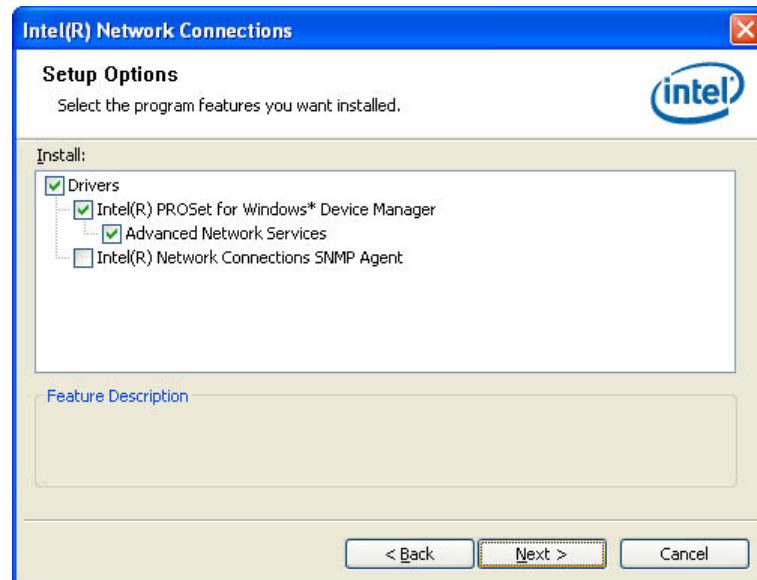 Intel(R) Network Connections
Setup Options
Select the program features you want installed.
intel
Install:
Drivers
Intel(R) PROSet for Windows* Device Manager
Advanced Network Services
Intel(R) Network Connections SNMP Agent
Feature Description
< Back
Next >
Cancel